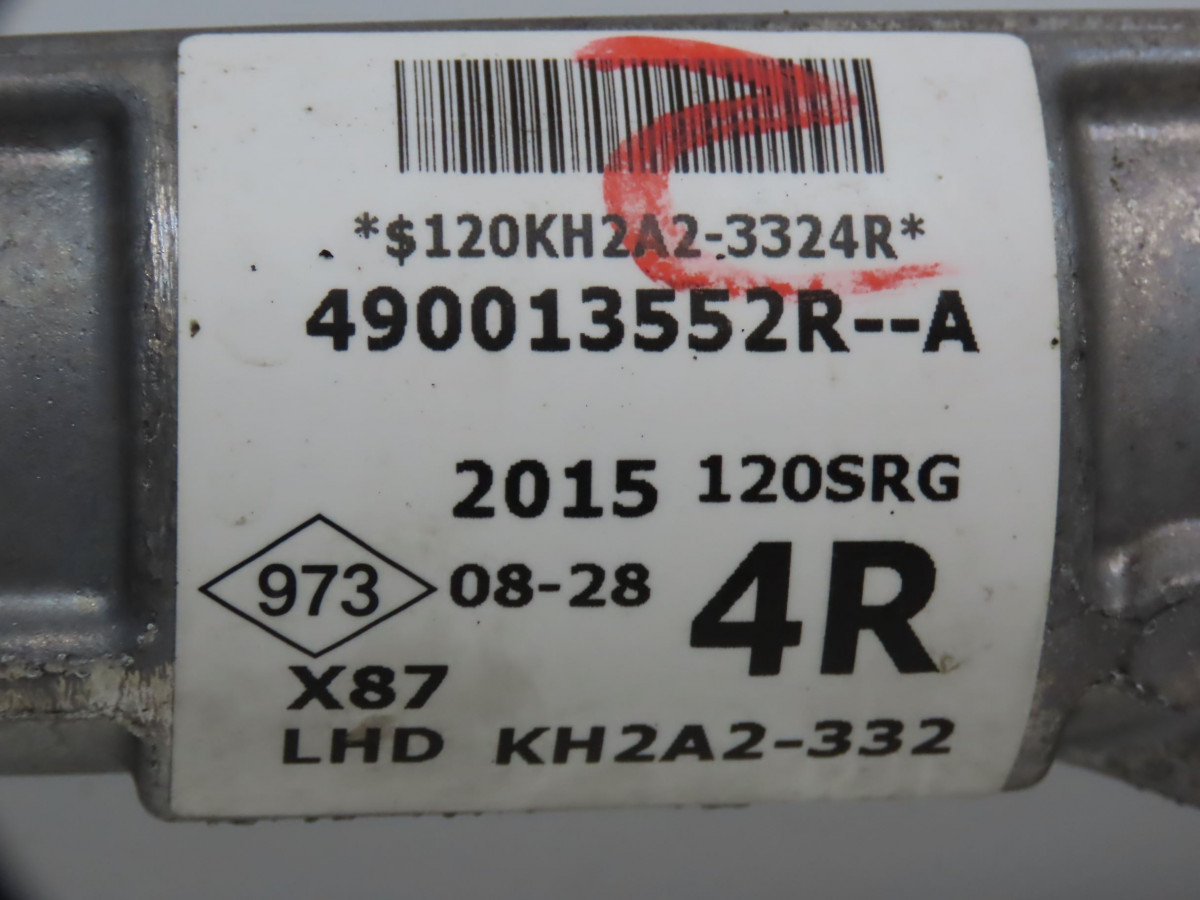 *$120KH2A2-3324R*
490013552R--A
2015 120SRG
973 08-28 4R
X87
LHD KH2A2-332